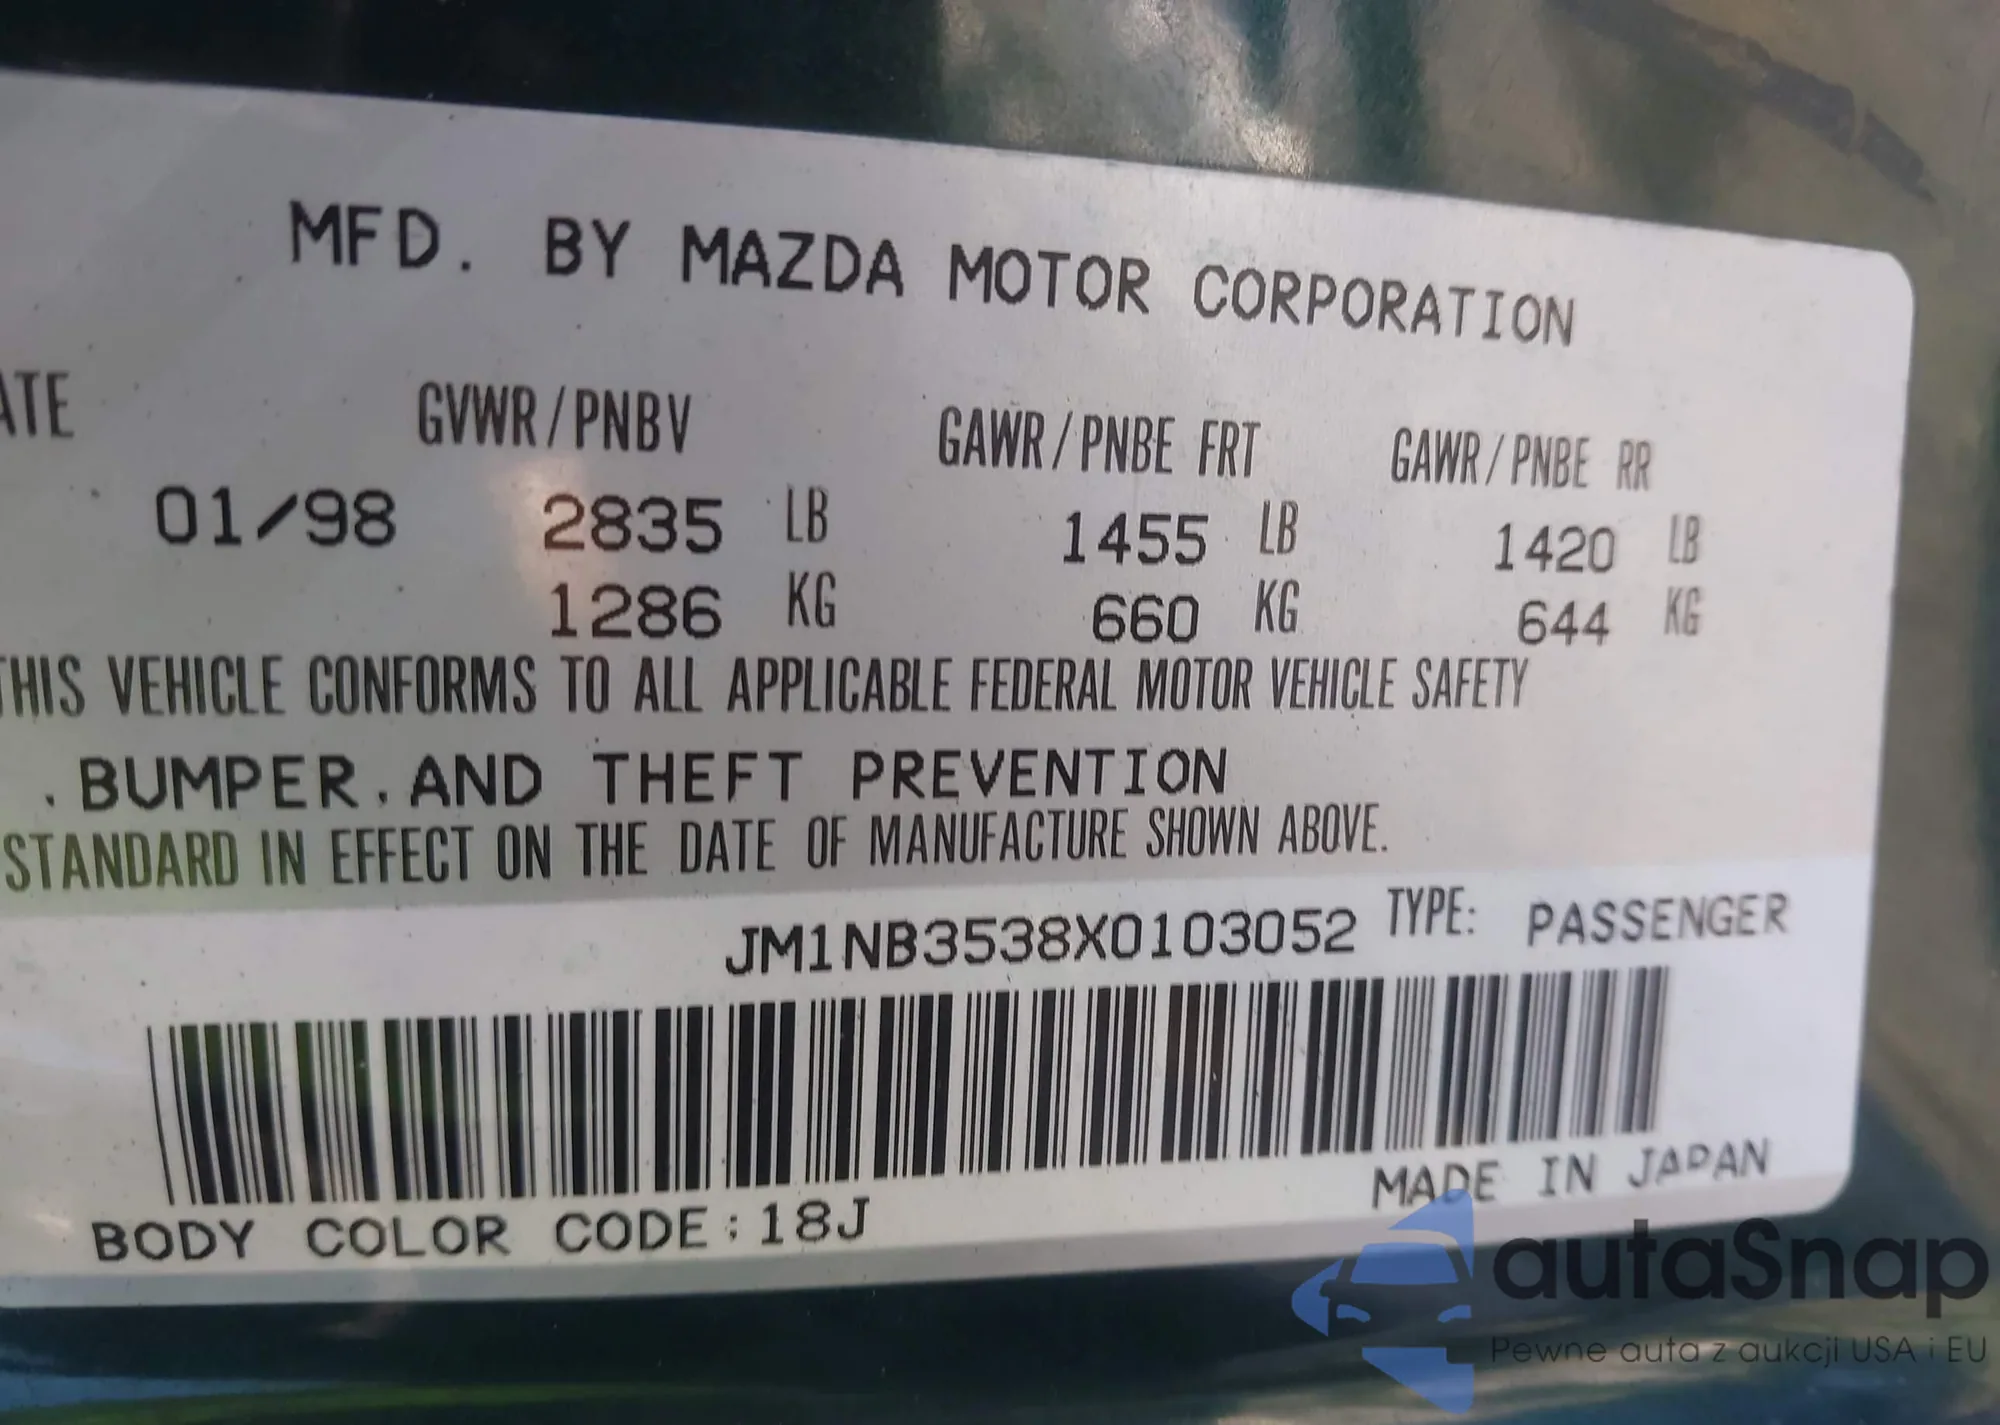 MFD. BY MAZDA MOTOR CORPORATION
ATE GVWR/PNBV GAWR/PNBE FRT GAWR/PNBE RR
01/98 2835 LB 1455 LB 1420 LB
1286 KG 660 KG 644 KG
THIS VEHICLE CONFORMS TO ALL APPLICABLE FEDERAL MOTOR VEHICLE SAFETY
.BUMPER.AND THEFT PREVENTION
STANDARD IN EFFECT ON THE DATE OF MANUFACTURE SHOWN ABOVE.
JM1NB3538X0103052 TYPE: PASSENGER
MADE IN JAPAN
BODY COLOR CODE:18J
autaSnap
Pewne auta z aukcji USA i EU